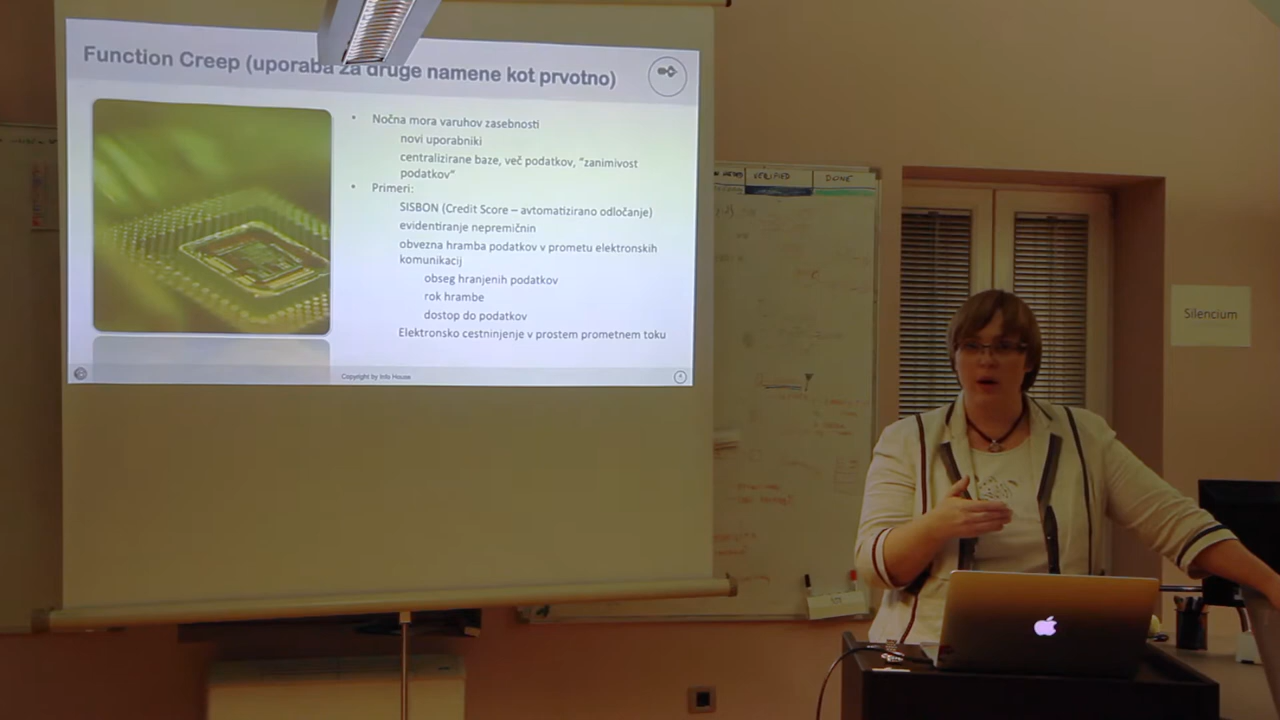 Function Creep (uporaba za druge namene kot prvotno)
• Nočna mora varuhov zasebnosti
novi uporabniki
centralizirane baze, več podatkov, "zanimivost
podatkov"
• Primeri:
SISBON (Credit Score – avtomatizirano odločanje)
evidentiranje nepremičnin
obvezna hramba podatkov v prometu elektronskih
komunikacij
obseg hranjenih podatkov
rok hrambe
dostop do podatkov
Elektronsko cestninjenje v prostem prometnem toku
Copyright by Info House
VERIFIED
DONE
Silencium